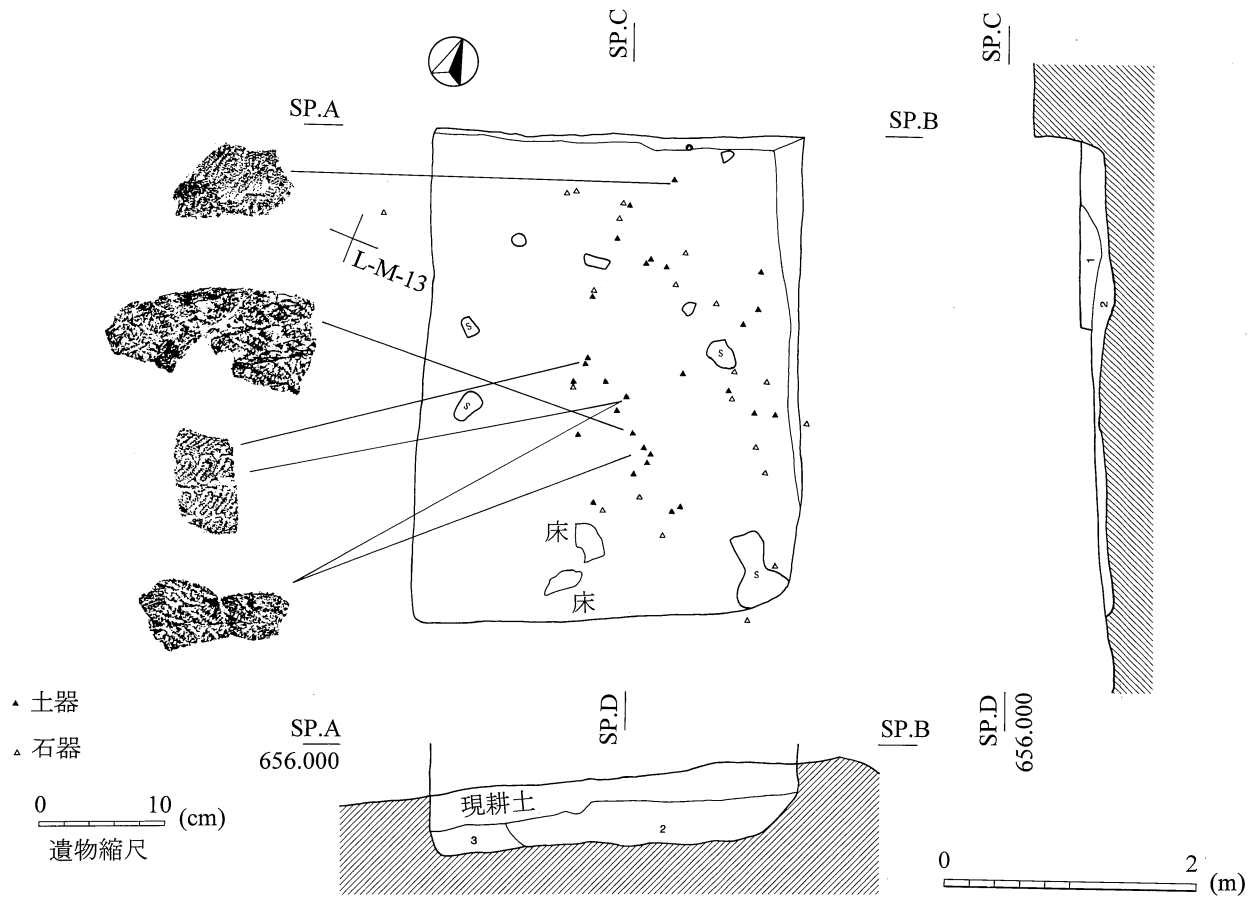 SP.C
SP.C
SP.A
SP.B
L-M-13
1
2
S
S
S
床
床
S
▲ 土器
△ 石器
SP.A
656.000
SP.D
SP.B
SP.D
656.000
現耕土
3
2
0 10 (cm)
遺物縮尺
0 2 (m)